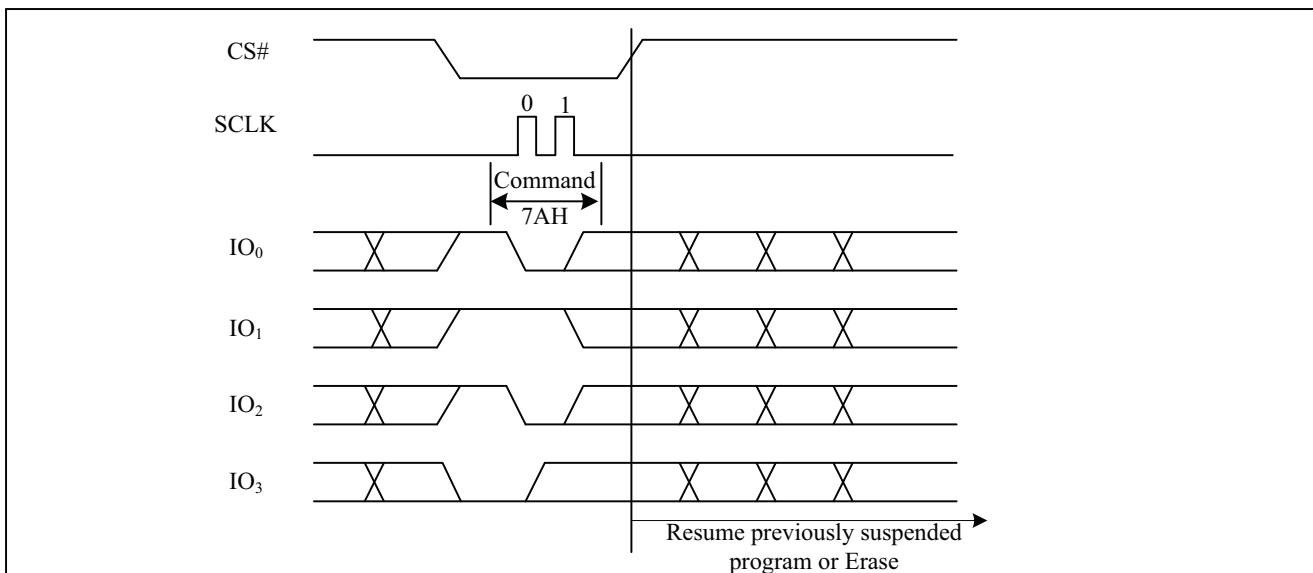 CS#
0 1
SCLK
Command
7AH
IO₀
IO₁
IO₂
IO₃
Resume previously suspended
program or Erase